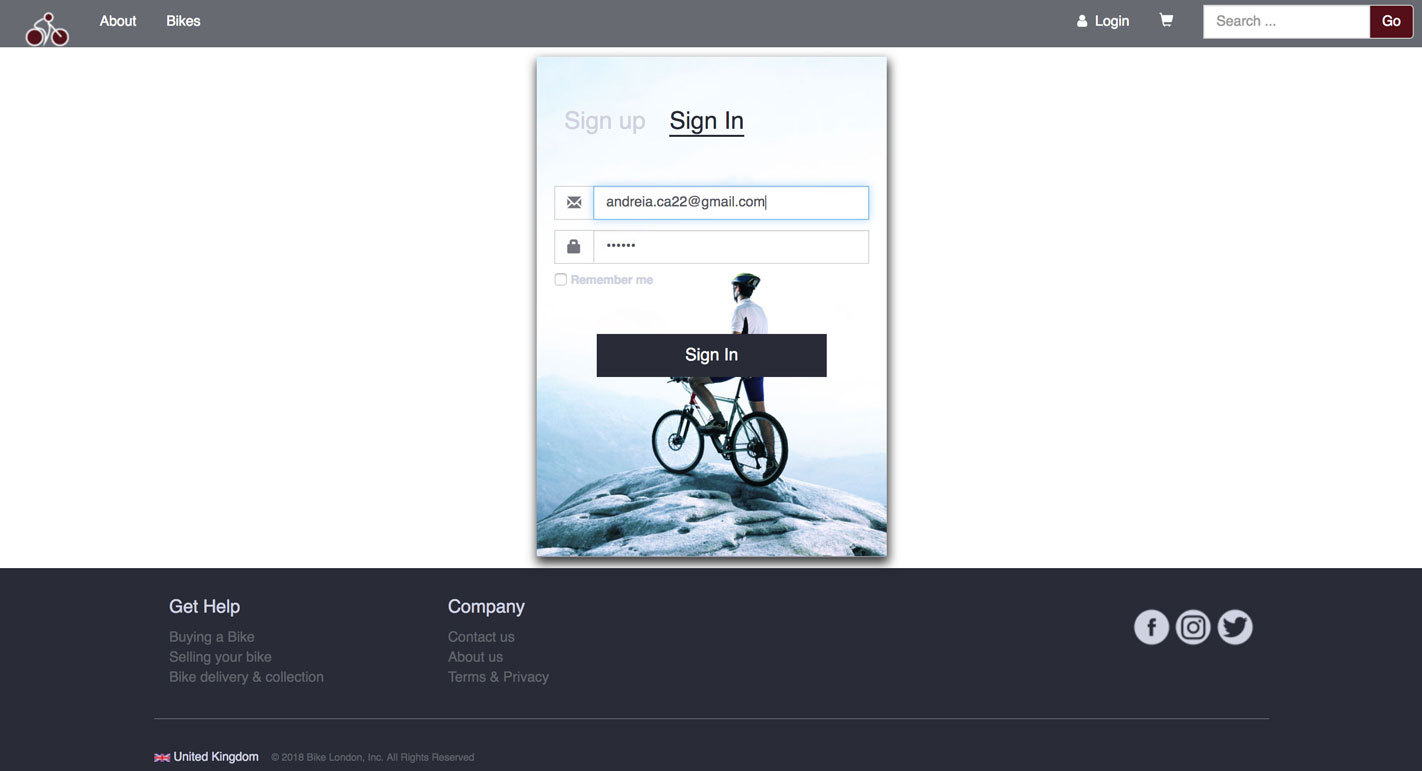 About Bikes Login Search ... Go
Sign up Sign In
andreia.ca22@gmail.com
••••••
Remember me
Sign In
Get Help
Buying a Bike
Selling your bike
Bike delivery & collection
Company
Contact us
About us
Terms & Privacy
United Kingdom © 2018 Bike London, Inc. All Rights Reserved